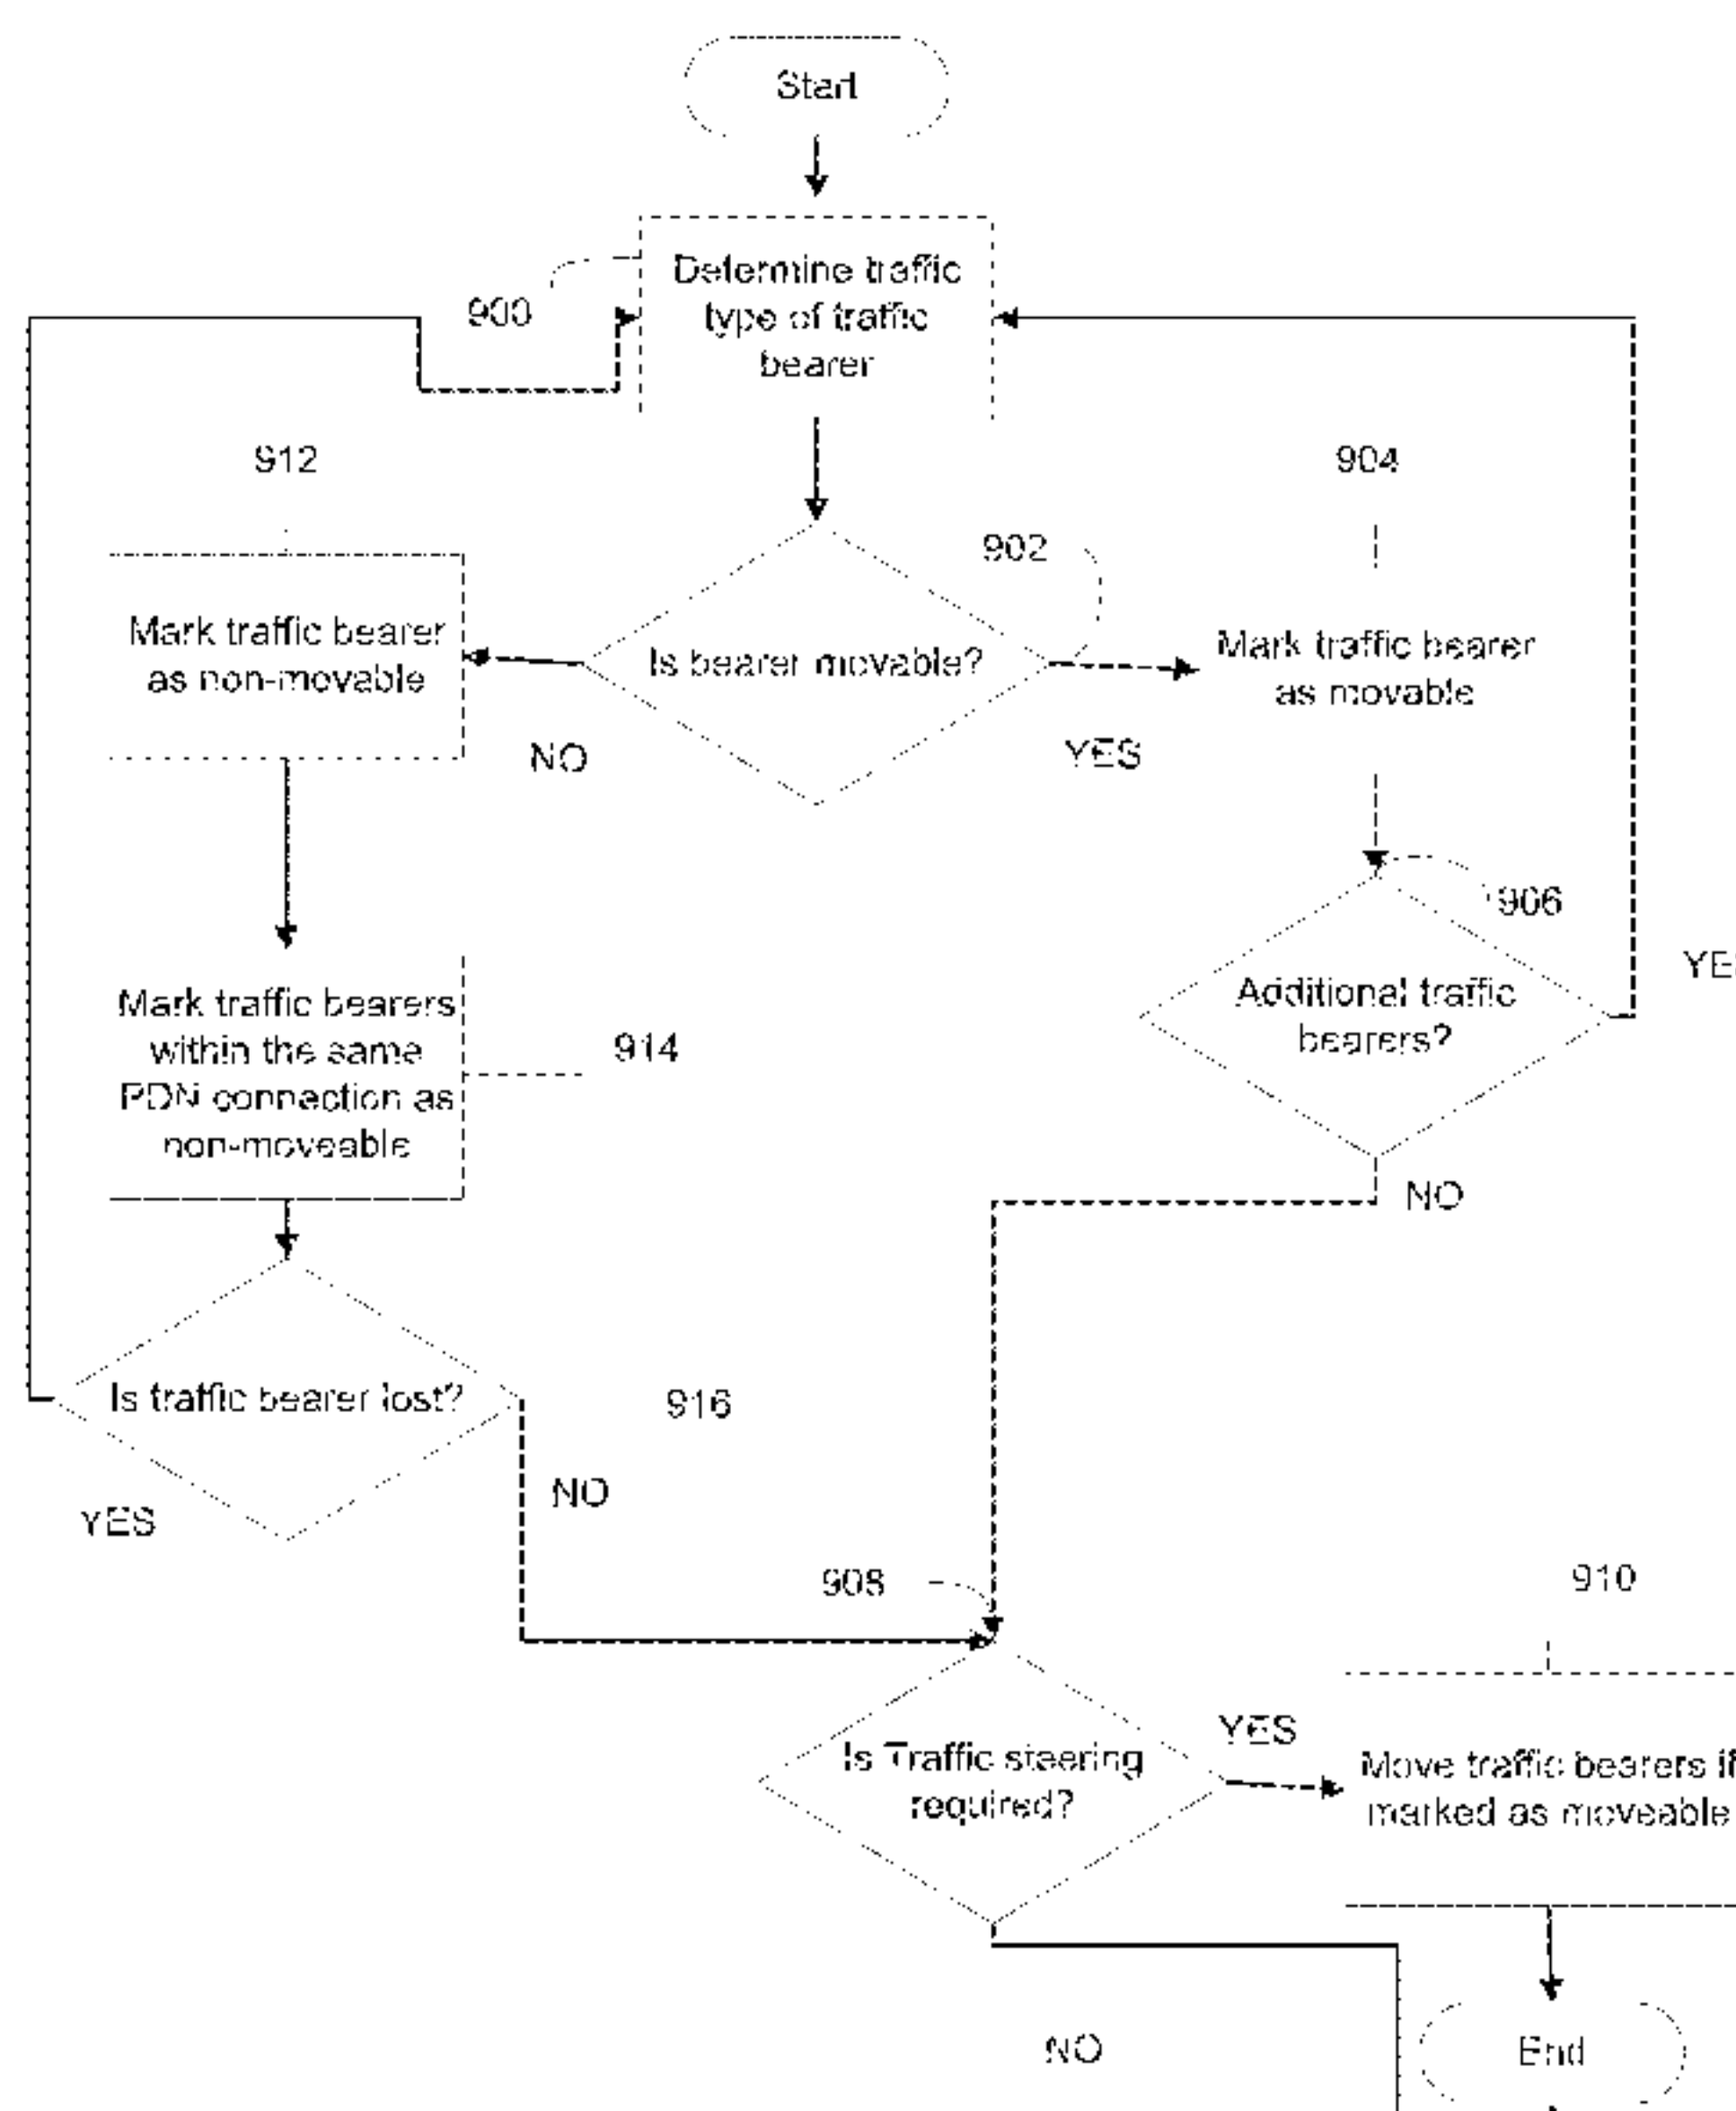 Start
Determine traffic
type of traffic
bearer
900
912
904
902
Mark traffic bearer
as non-movable
Is bearer movable?
Mark traffic bearer
as movable
NO
YES
906
YES
Additional traffic
bearers?
Mark traffic bearers
within the same
PDN connection as
non-moveable
914
NO
Is traffic bearer lost?
916
NO
YES
908
910
Is Traffic steering
required?
YES
Move traffic bearers if
marked as moveable
NO
End